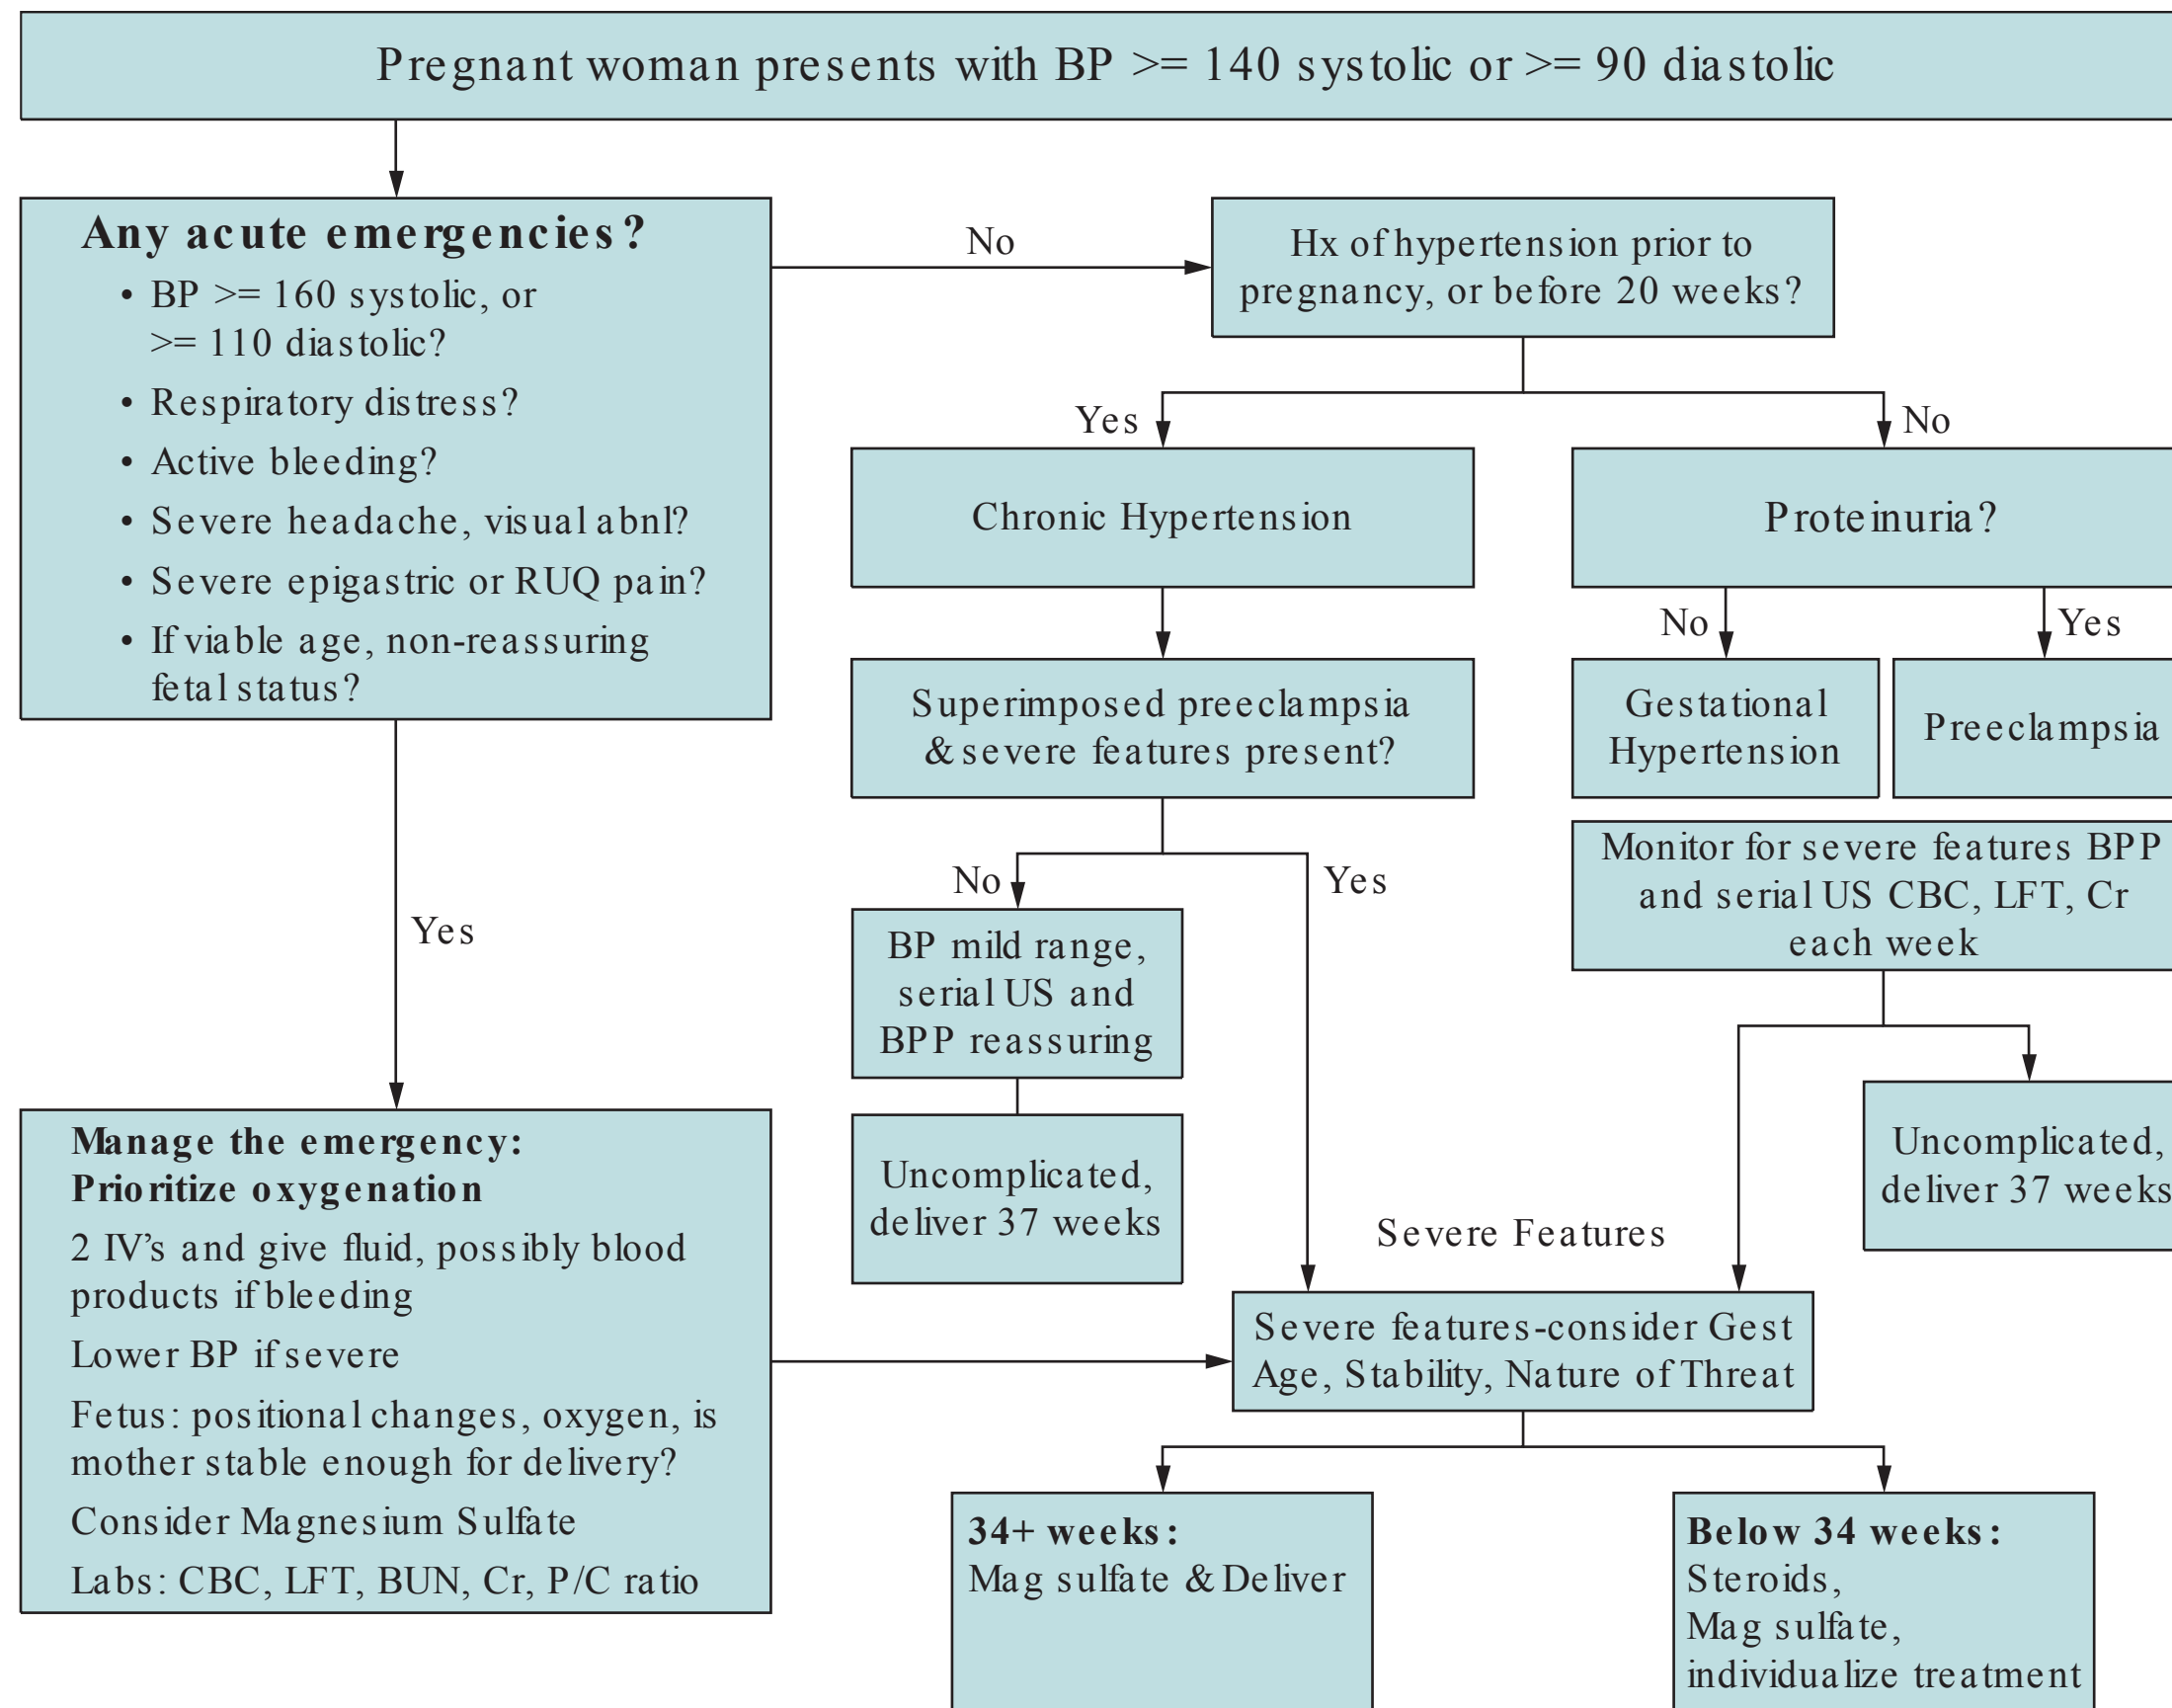 Pregnant woman presents with BP >= 140 systolic or >= 90 diastolic
Any acute emergencies?
• BP >= 160 systolic, or
>= 110 diastolic?
• Respiratory distress?
• Active bleeding?
• Severe headache, visual abnl?
• Severe epigastric or RUQ pain?
• If viable age, non-reassuring
fetal status?
No
Hx of hypertension prior to
pregnancy, or before 20 weeks?
Yes
No
Chronic Hypertension
Proteinuria?
No
Yes
Superimposed preeclampsia
& severe features present?
Gestational
Hypertension
Preeclampsia
Monitor for severe features BPP
and serial US CBC, LFT, Cr
each week
No
Yes
Yes
BP mild range,
serial US and
BPP reassuring
Uncomplicated,
deliver 37 weeks
Uncomplicated,
deliver 37 weeks
Severe Features
Manage the emergency:
Prioritize oxygenation
2 IV’s and give fluid, possibly blood
products if bleeding
Lower BP if severe
Fetus: positional changes, oxygen, is
mother stable enough for delivery?
Consider Magnesium Sulfate
Labs: CBC, LFT, BUN, Cr, P/C ratio
Severe features-consider Gest
Age, Stability, Nature of Threat
34+ weeks:
Mag sulfate & Deliver
Below 34 weeks:
Steroids,
Mag sulfate,
individualize treatment